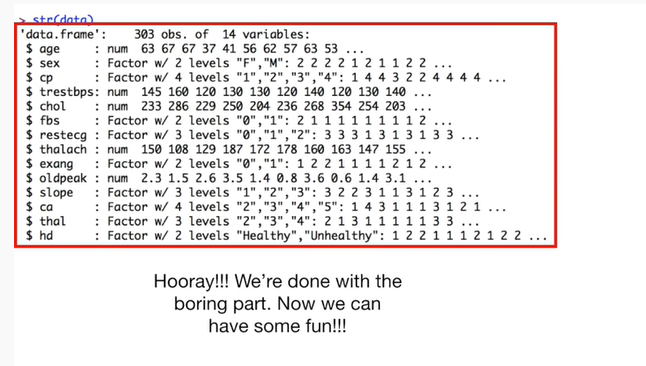 > str(data)
'data.frame': 303 obs. of 14 variables:
$ age : num 63 67 67 37 41 56 62 57 63 53 ...
$ sex : Factor w/ 2 levels "F","M": 2 2 2 2 1 2 1 1 2 2 ...
$ cp : Factor w/ 4 levels "1","2","3","4": 1 4 4 3 2 2 4 4 4 4 ...
$ trestbps: num 145 160 120 130 130 120 140 120 130 140 ...
$ chol : num 233 286 229 250 204 236 268 354 254 203 ...
$ fbs : Factor w/ 2 levels "0","1": 2 1 1 1 1 1 1 1 1 2 ...
$ restecg : Factor w/ 3 levels "0","1","2": 3 3 3 1 3 1 3 1 3 3 ...
$ thalach : num 150 108 129 187 172 178 160 163 147 155 ...
$ exang : Factor w/ 2 levels "0","1": 1 2 2 1 1 1 1 2 1 2 ...
$ oldpeak : num 2.3 1.5 2.6 3.5 1.4 0.8 3.6 0.6 1.4 3.1 ...
$ slope : Factor w/ 3 levels "1","2","3": 3 2 2 3 1 1 3 1 2 3 ...
$ ca : Factor w/ 4 levels "2","3","4","5": 1 4 3 1 1 1 3 1 2 1 ...
$ thal : Factor w/ 3 levels "2","3","4": 2 1 3 1 1 1 1 1 3 3 ...
$ hd : Factor w/ 2 levels "Healthy","Unhealthy": 1 2 2 1 1 1 2 1 2 2 ...
Hooray!!! We’re done with the
boring part. Now we can
have some fun!!!